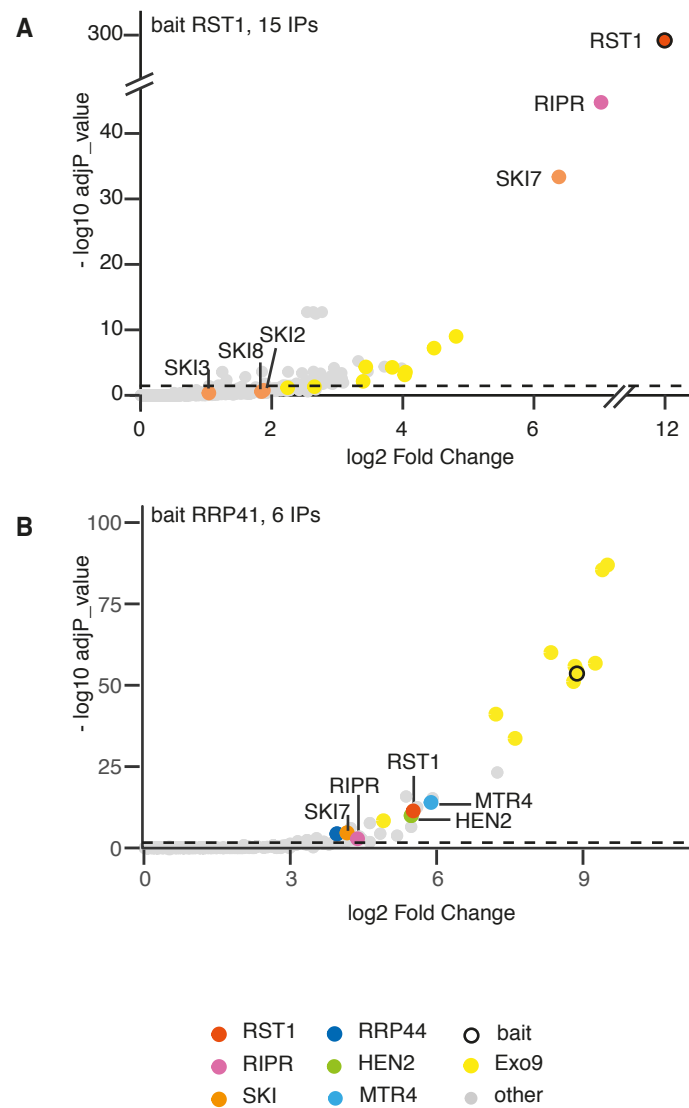 A
bait RST1, 15 IPs
300
40
30
20
10
0
- log10 adjP_value
RST1
RIPR
SKI7
SKI2
SKI8
SKI3
0 2 4 6 12
log2 Fold Change
B
bait RRP41, 6 IPs
100
75
50
25
0
- log10 adjP_value
RST1
RIPR
SKI7
MTR4
HEN2
0 3 6 9
log2 Fold Change
RST1 RRP44 bait
RIPR HEN2 Exo9
SKI MTR4 other